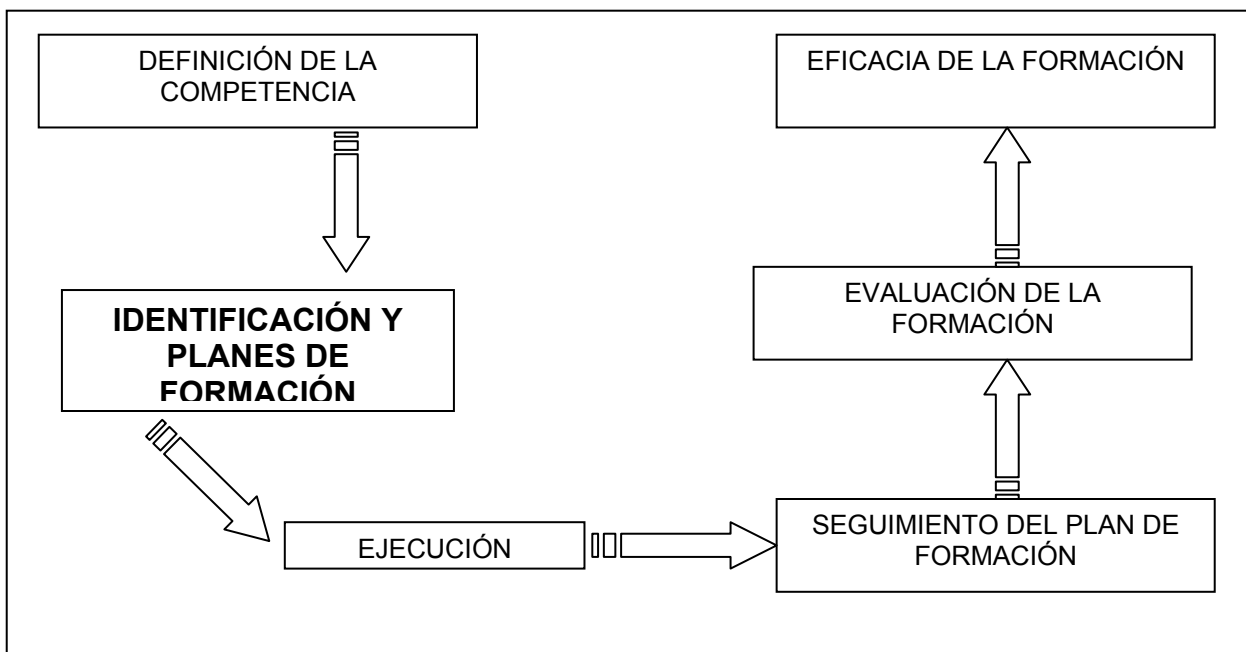 DEFINICIÓN DE LA
COMPETENCIA
IDENTIFICACIÓN Y
PLANES DE
FORMACIÓN
EJECUCIÓN
SEGUIMIENTO DEL PLAN DE
FORMACIÓN
EVALUACIÓN DE LA
FORMACIÓN
EFICACIA DE LA FORMACIÓN